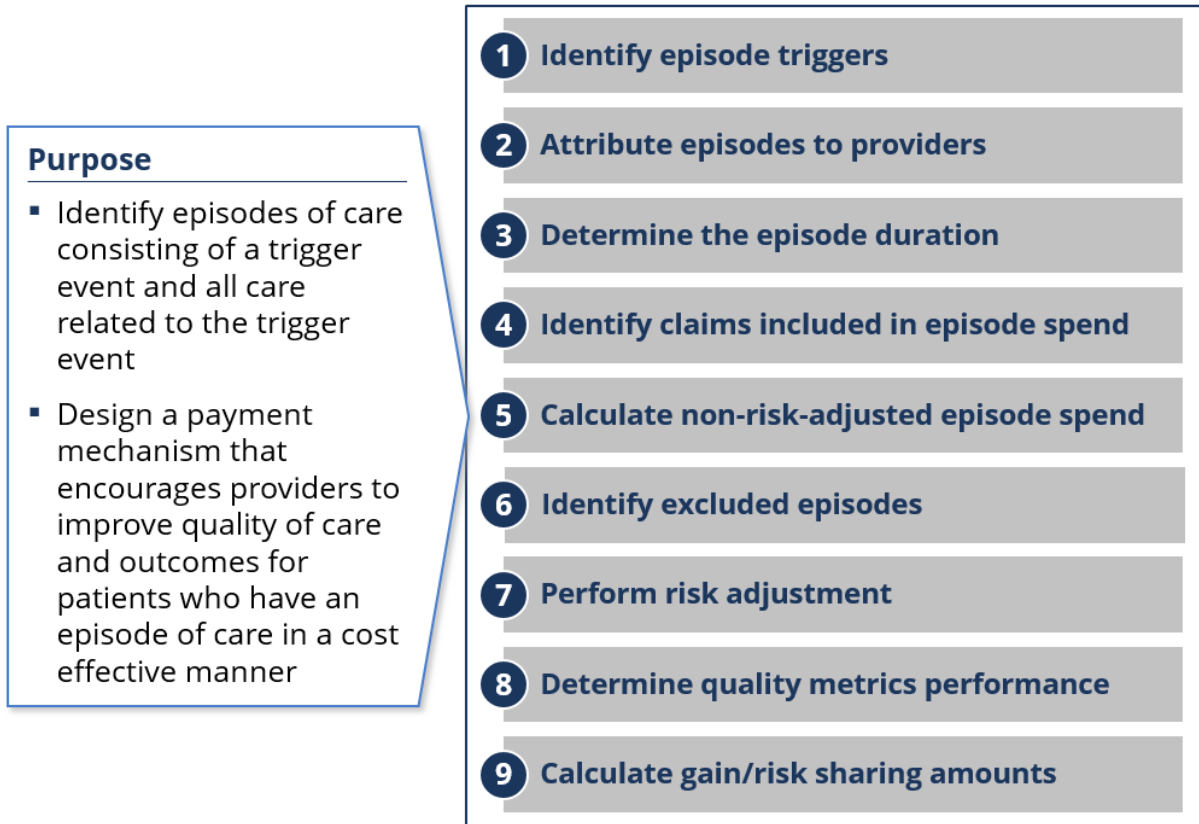 Purpose
▪ Identify episodes of care
consisting of a trigger
event and all care
related to the trigger
event
▪ Design a payment
mechanism that
encourages providers to
improve quality of care
and outcomes for
patients who have an
episode of care in a cost
effective manner
1 Identify episode triggers
2 Attribute episodes to providers
3 Determine the episode duration
4 Identify claims included in episode spend
5 Calculate non-risk-adjusted episode spend
6 Identify excluded episodes
7 Perform risk adjustment
8 Determine quality metrics performance
9 Calculate gain/risk sharing amounts